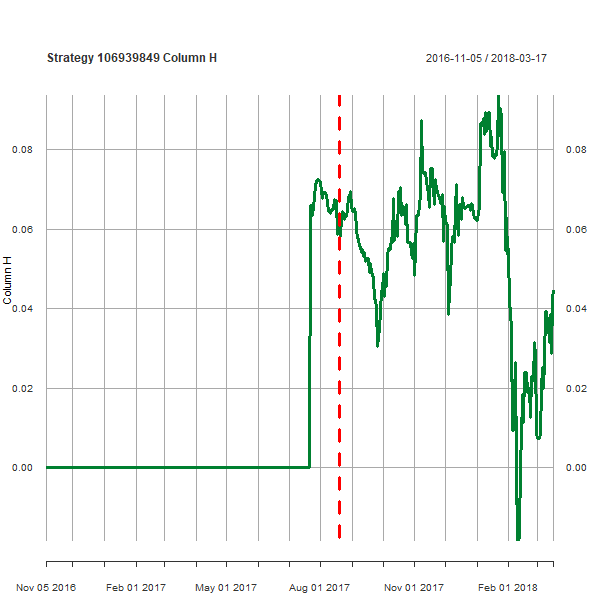 Strategy 106939849 Column H
2016-11-05 / 2018-03-17
0.08
0.08
0.06
0.06
Column H
0.04
0.04
0.02
0.02
0.00
0.00
Nov 05 2016
Feb 01 2017
May 01 2017
Aug 01 2017
Nov 01 2017
Feb 01 2018